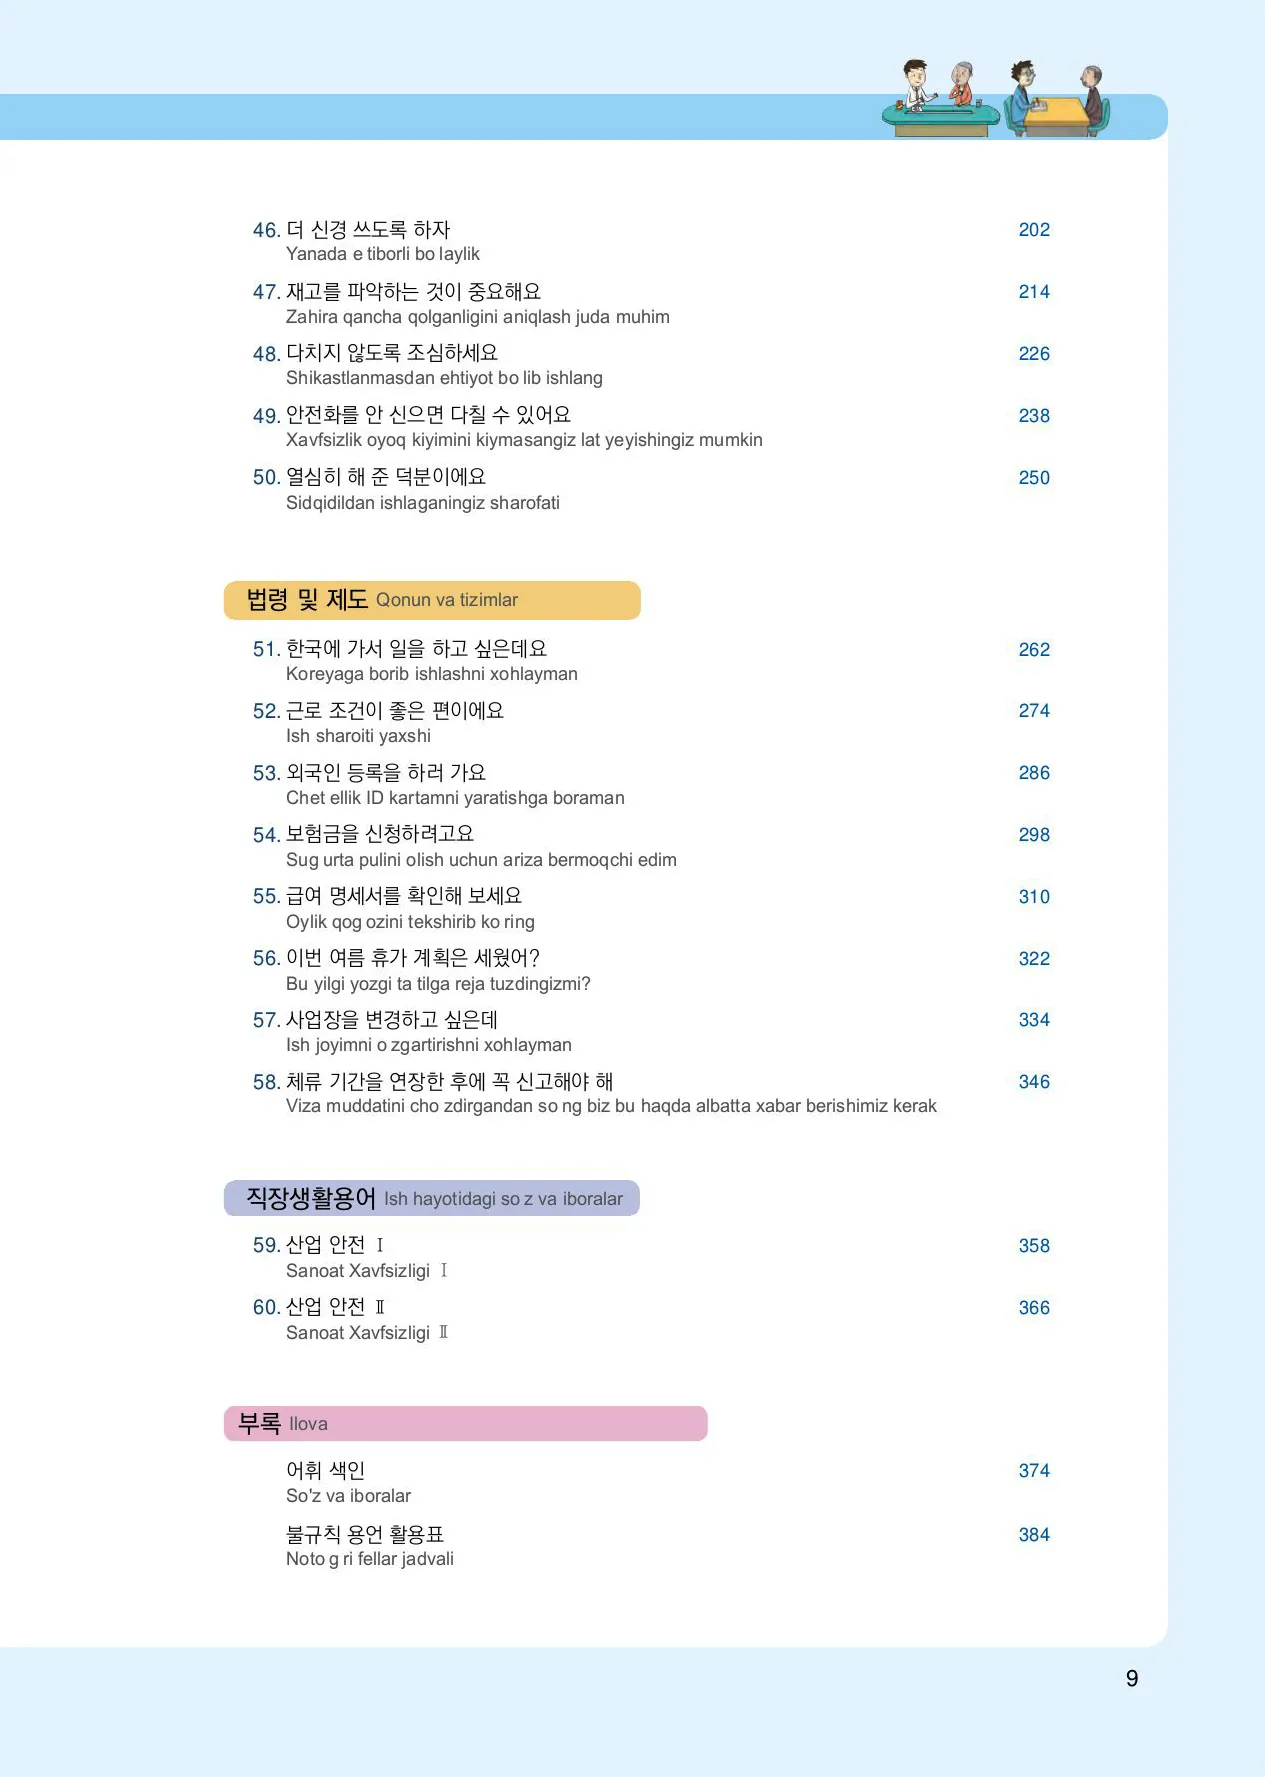 46. 더 신경 쓰도록 하자 202
Yanada e tiborli bo laylik
47. 재고를 파악하는 것이 중요해요 214
Zahira qancha qolganligini aniqlash juda muhim
48. 다치지 않도록 조심하세요 226
Shikastlanmasdan ehtiyot bo lib ishlang
49. 안전화를 안 신으면 다칠 수 있어요 238
Xavfsizlik oyoq kiyimini kiymasangiz lat yeyishingiz mumkin
50. 열심히 해 준 덕분이에요 250
Sidqidildan ishlaganingiz sharofati
법령 및 제도 Qonun va tizimlar
51. 한국에 가서 일을 하고 싶은데요 262
Koreyaga borib ishlashni xohlayman
52. 근로 조건이 좋은 편이에요 274
Ish sharoiti yaxshi
53. 외국인 등록을 하러 가요 286
Chet ellik ID kartamni yaratishga boraman
54. 보험금을 신청하려고요 298
Sug urta pulini olish uchun ariza bermoqchi edim
55. 급여 명세서를 확인해 보세요 310
Oylik qog ozini tekshirib ko ring
56. 이번 여름 휴가 계획은 세웠어? 322
Bu yilgi yozgi ta tilga reja tuzdingizmi?
57. 사업장을 변경하고 싶은데 334
Ish joyimni o zgartirishni xohlayman
58. 체류 기간을 연장한 후에 꼭 신고해야 해 346
Viza muddatini cho zdirgandan so ng biz bu haqda albatta xabar berishimiz kerak
직장생활용어 Ish hayotidagi so z va iboralar
59. 산업 안전 Ⅰ 358
Sanoat Xavfsizligi Ⅰ
60. 산업 안전 Ⅱ 366
Sanoat Xavfsizligi Ⅱ
부록 Ilova
어휘 색인 374
So'z va iboralar
불규칙 용언 활용표 384
Noto g ri fellar jadvali
9